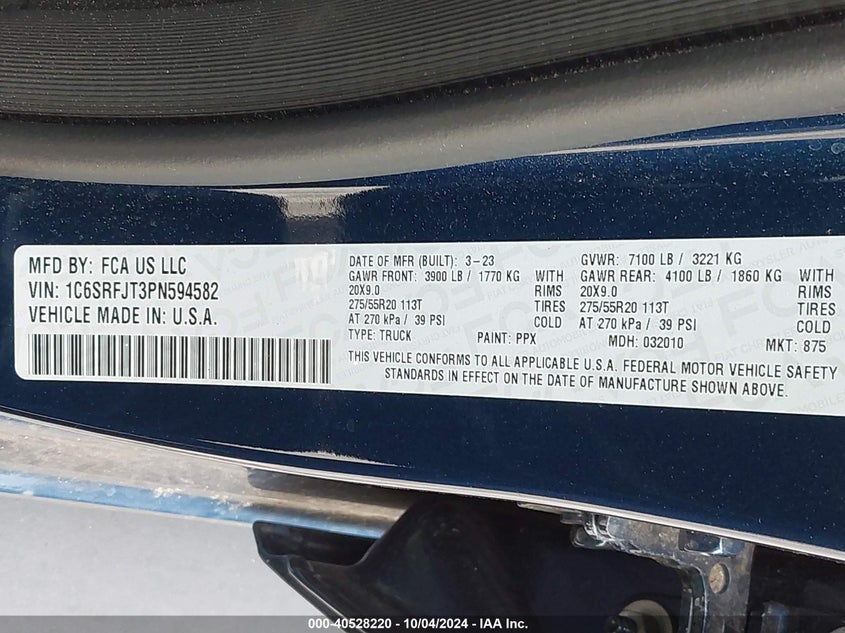 MFD BY: FCA US LLC
VIN: 1C6SRFJT3PN594582
VEHICLE MADE IN: U.S.A.
DATE OF MFR (BUILT): 3-23 GVWR: 7100 LB / 3221 KG
GAWR FRONT: 3900 LB / 1770 KG WITH GAWR REAR: 4100 LB / 1860 KG WITH
20X9.0 RIMS 20X9.0 RIMS
275/55R20 113T TIRES 275/55R20 113T TIRES
AT 270 kPa / 39 PSI COLD AT 270 kPa / 39 PSI COLD
TYPE: TRUCK PAINT: PPX MDH: 032010 MKT: 875
THIS VEHICLE CONFORMS TO ALL APPLICABLE U.S.A. FEDERAL MOTOR VEHICLE SAFETY
STANDARDS IN EFFECT ON THE DATE OF MANUFACTURE SHOWN ABOVE.
000-40528220 - 10/04/2024 - IAA Inc.